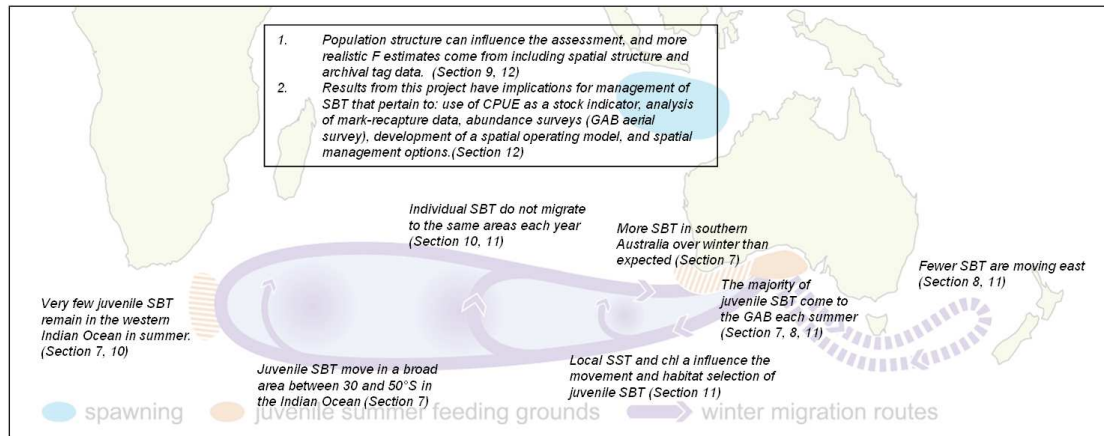 1. Population structure can influence the assessment, and more
realistic F estimates come from including spatial structure and
archival tag data. (Section 9, 12)
2. Results from this project have implications for management of
SBT that pertain to: use of CPUE as a stock indicator, analysis
of mark-recapture data, abundance surveys (GAB aerial
survey), development of a spatial operating model, and spatial
management options.(Section 12)
Individual SBT do not migrate
to the same areas each year
(Section 10, 11)
More SBT in southern
Australia over winter than
expected (Section 7)
Fewer SBT are moving east
(Section 8, 11)
The majority of
juvenile SBT come to
the GAB each summer
(Section 7, 8, 11)
Very few juvenile SBT
remain in the western
Indian Ocean in summer.
(Section 7, 10)
Juvenile SBT move in a broad
area between 30 and 50°S in
the Indian Ocean (Section 7)
Local SST and chl a influence the
movement and habitat selection of
juvenile SBT (Section 11)
spawning
juvenile summer feeding grounds
winter migration routes